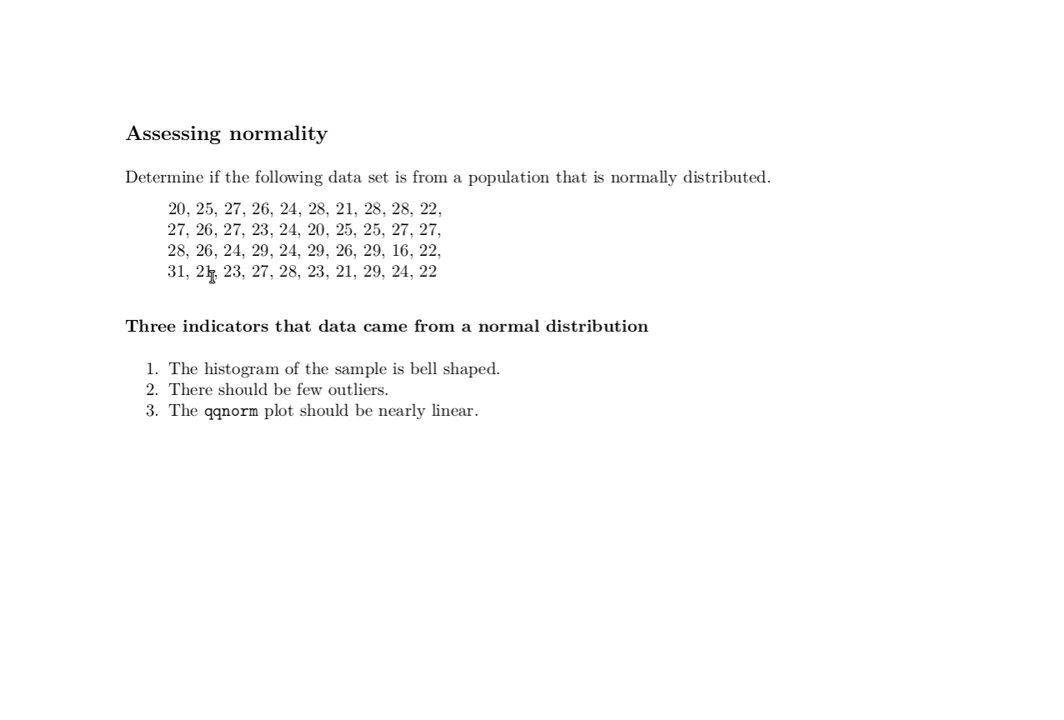 Assessing normality
Determine if the following data set is from a population that is normally distributed.
20, 25, 27, 26, 24, 28, 21, 28, 28, 22,
27, 26, 27, 23, 24, 20, 25, 25, 27, 27,
28, 26, 24, 29, 24, 29, 26, 29, 16, 22,
31, 21, 23, 27, 28, 23, 21, 29, 24, 22
Three indicators that data came from a normal distribution
1. The histogram of the sample is bell shaped.
2. There should be few outliers.
3. The qqnorm plot should be nearly linear.